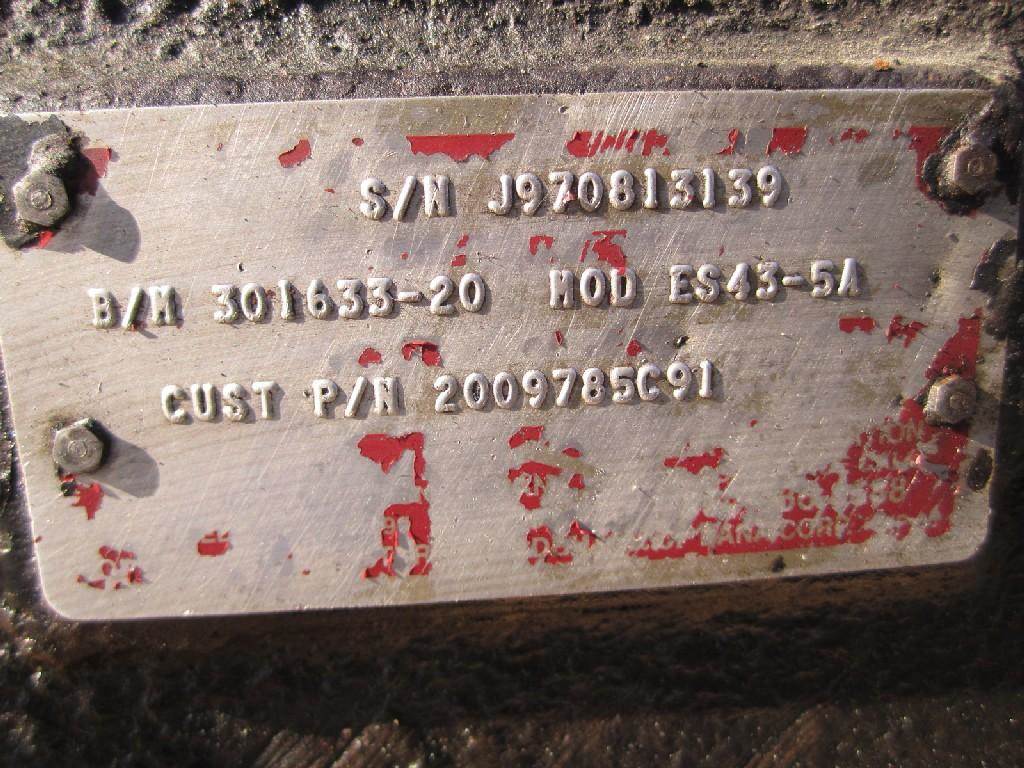 S/N J970813139
B/M 301633-20 MOD ES43-5A
CUST P/N 2009785C91